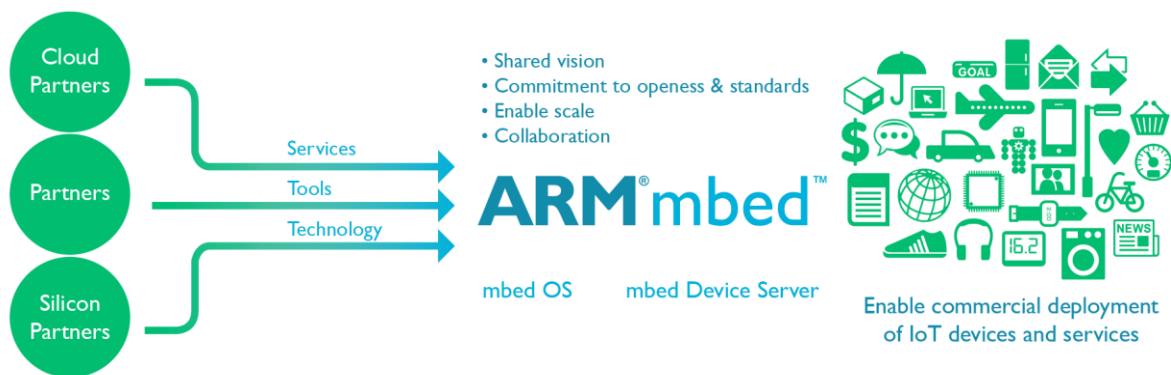 Cloud
Partners
Partners
Silicon
Partners
Services
Tools
Technology
• Shared vision
• Commitment to openess & standards
• Enable scale
• Collaboration
ARM® mbed™
mbed OS
mbed Device Server
GOAL
$
16.2
NEWS
Enable commercial deployment
of IoT devices and services